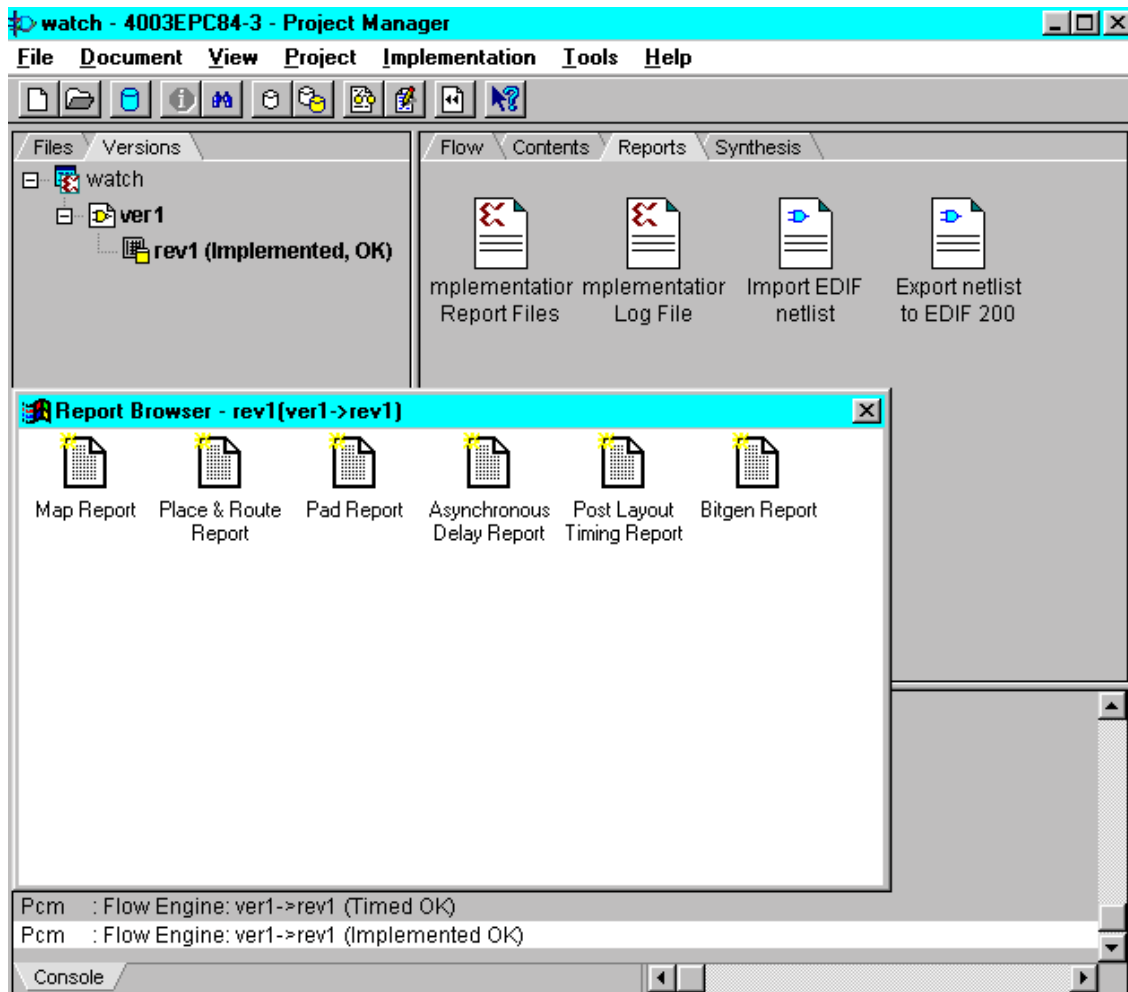 watch - 4003EPC84-3 - Project Manager
File Document View Project Implementation Tools Help
Files Versions
Flow Contents Reports Synthesis
watch
ver1
rev1 (Implemented, OK)
mplementatior mplementatior Import EDIF Export netlist
Report Files Log File netlist to EDIF 200
Report Browser - rev1(ver1->rev1)
Map Report Place & Route Pad Report Asynchronous Post Layout Bitgen Report
Report Delay Report Timing Report
Pcm : Flow Engine: ver1->rev1 (Timed OK)
Pcm : Flow Engine: ver1->rev1 (Implemented OK)
Console